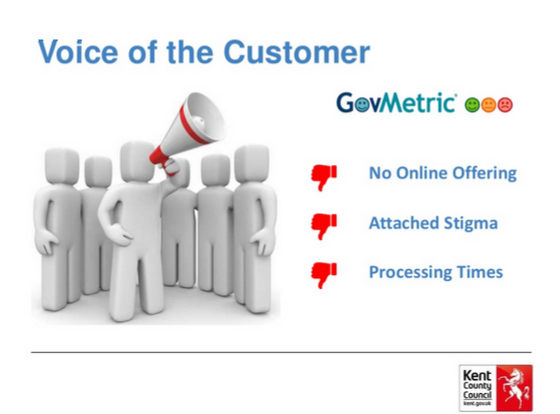 Voice of the Customer
GovMetric
No Online Offering
Attached Stigma
Processing Times
Kent
County
Council
kent.gov.uk